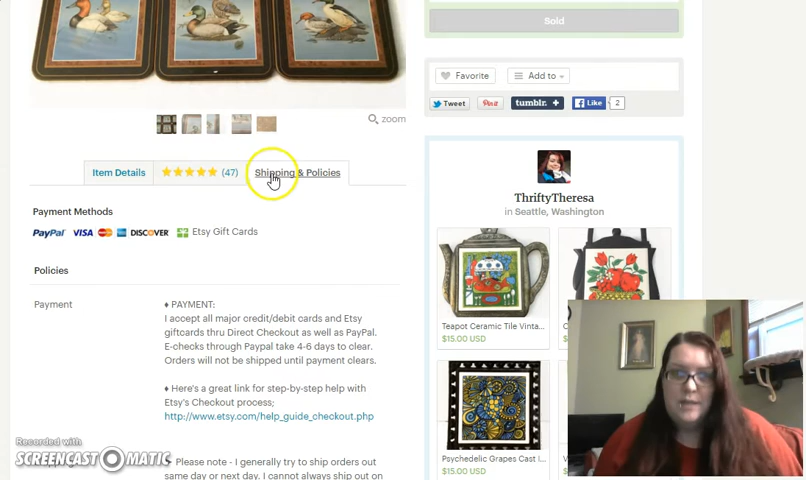 Sold
Favorite
Add to
Tweet
Pin it
tumblr. +
Like
2
zoom
Item Details
(47)
Shipping & Policies
Payment Methods
PayPal VISA DISCOVER Etsy Gift Cards
ThriftyTheresa
in Seattle, Washington
Policies
Payment
♦ PAYMENT;
I accept all major credit/debit cards and Etsy
giftcards thru Direct Checkout as well as PayPal.
E-checks through Paypal take 4-6 days to clear.
Orders will not be shipped until payment clears.
♦ Here's a great link for step-by-step help with
Etsy's Checkout process;
http://www.etsy.com/help_guide_checkout.php
Teapot Ceramic Tile Vinta...
$15.00 USD
Psychedelic Grapes Cast I...
$15.00 USD
Recorded with
SCREENCAST-O-MATIC
Please note - I generally try to ship orders out
same day or next day. I cannot always ship out on